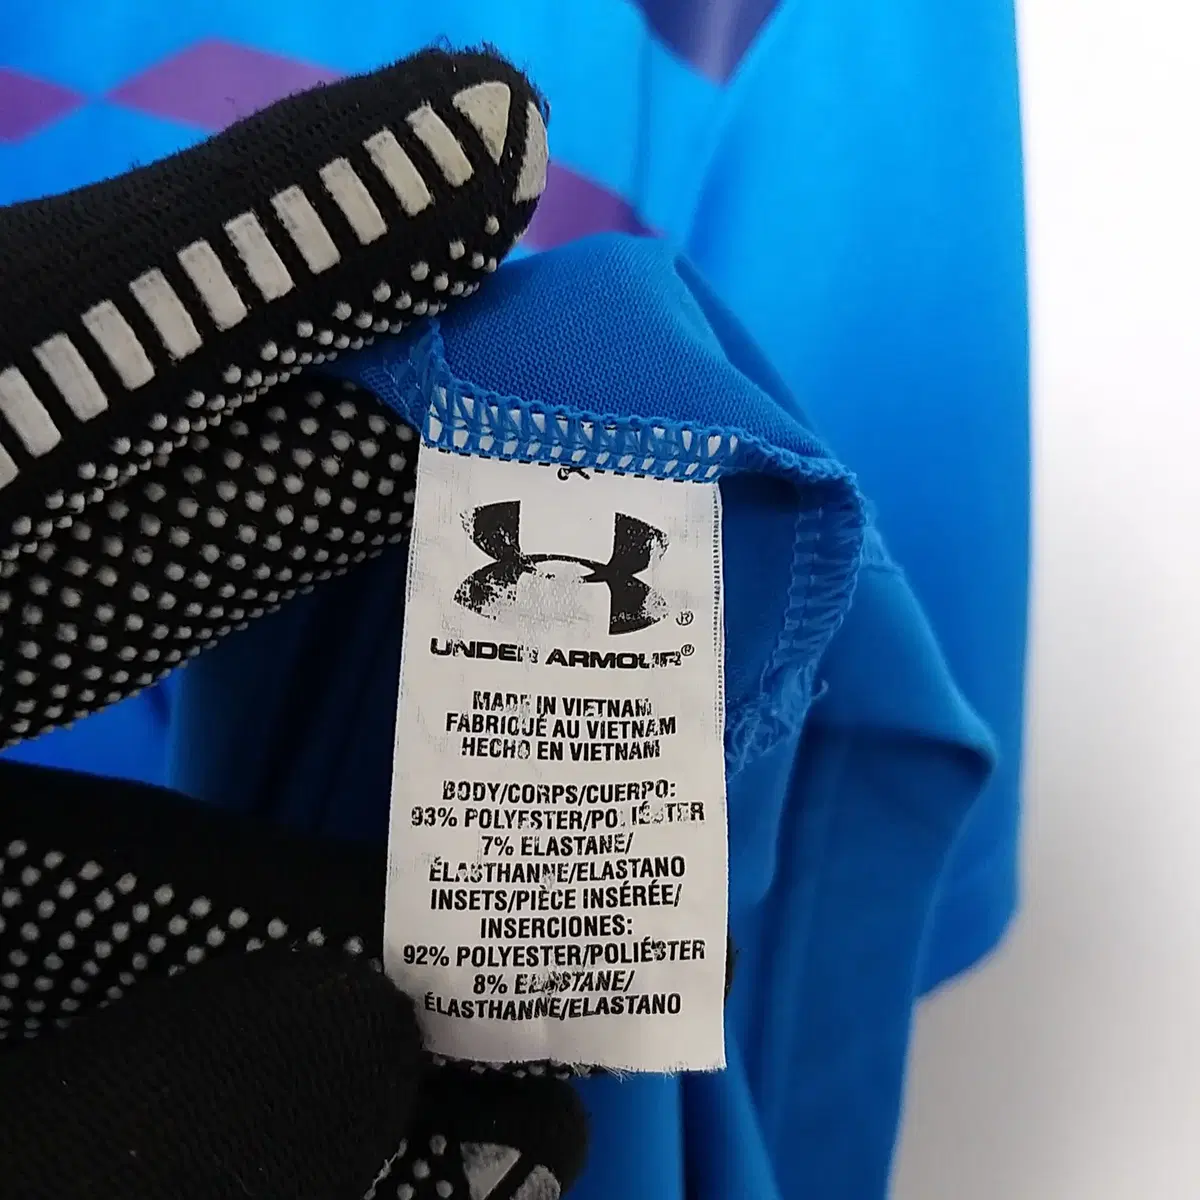 UNDER ARMOUR®
MADE IN VIETNAM
FABRIQUÉ AU VIETNAM
HECHO EN VIETNAM
BODY/CORPS/CUERPO:
93% POLYESTER/POLIÉSTER
7% ELASTANE/
ÉLASTHANNE/ELASTANO
INSETS/PIÈCE INSÉRÉE/
INSERCIONES:
92% POLYESTER/POLIÉSTER
8% ELASTANE/
ÉLASTHANNE/ELASTANO